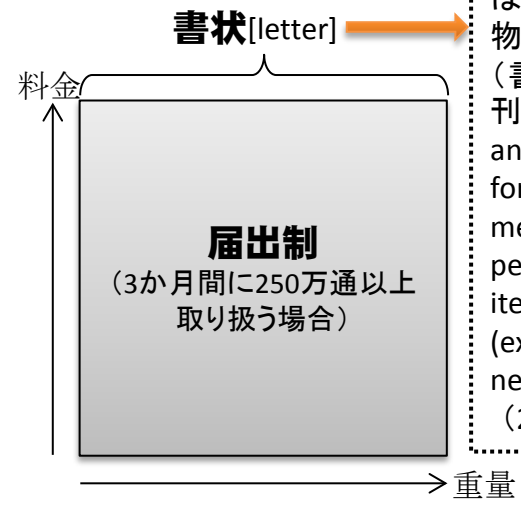 書状[letter]
料金
届出制
（3か月間に250万通以上
取り扱う場合）
重量
物
（書
刊
an
for
me
pe
ite
(ex
ne
（2